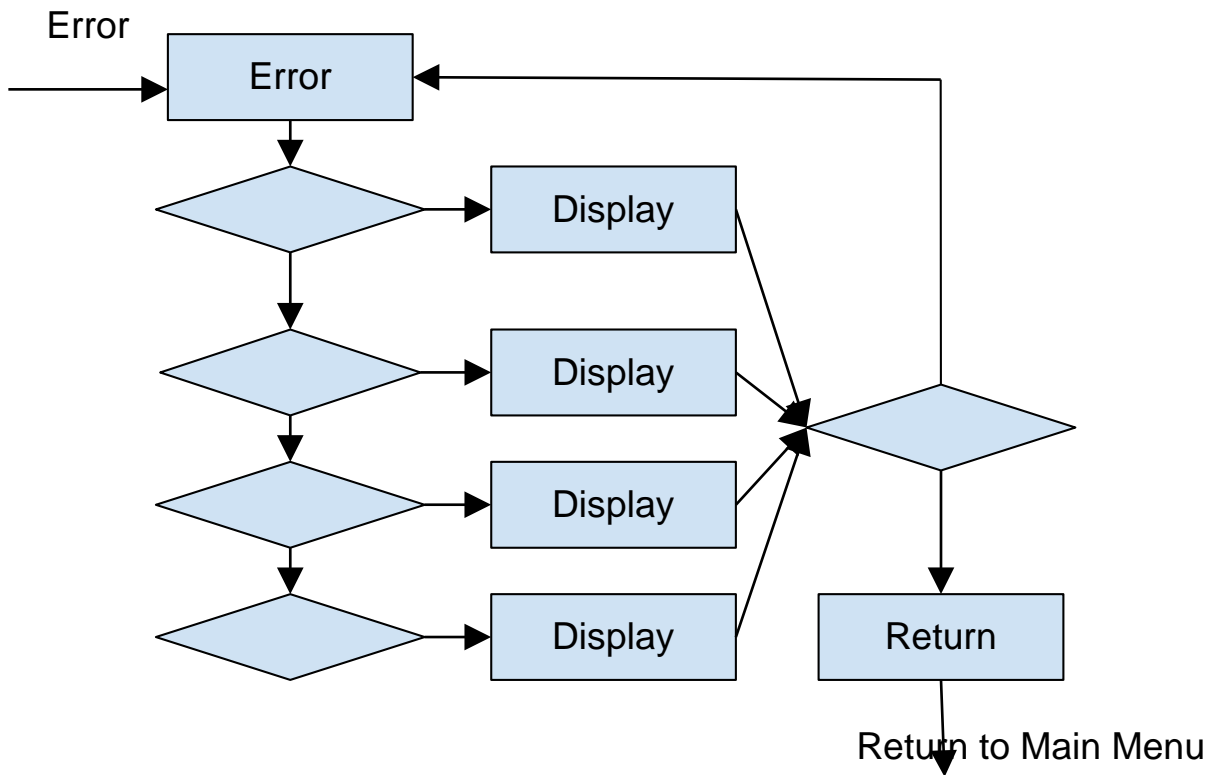 Error
Error
Display
Display
Display
Display
Return
Return to Main Menu